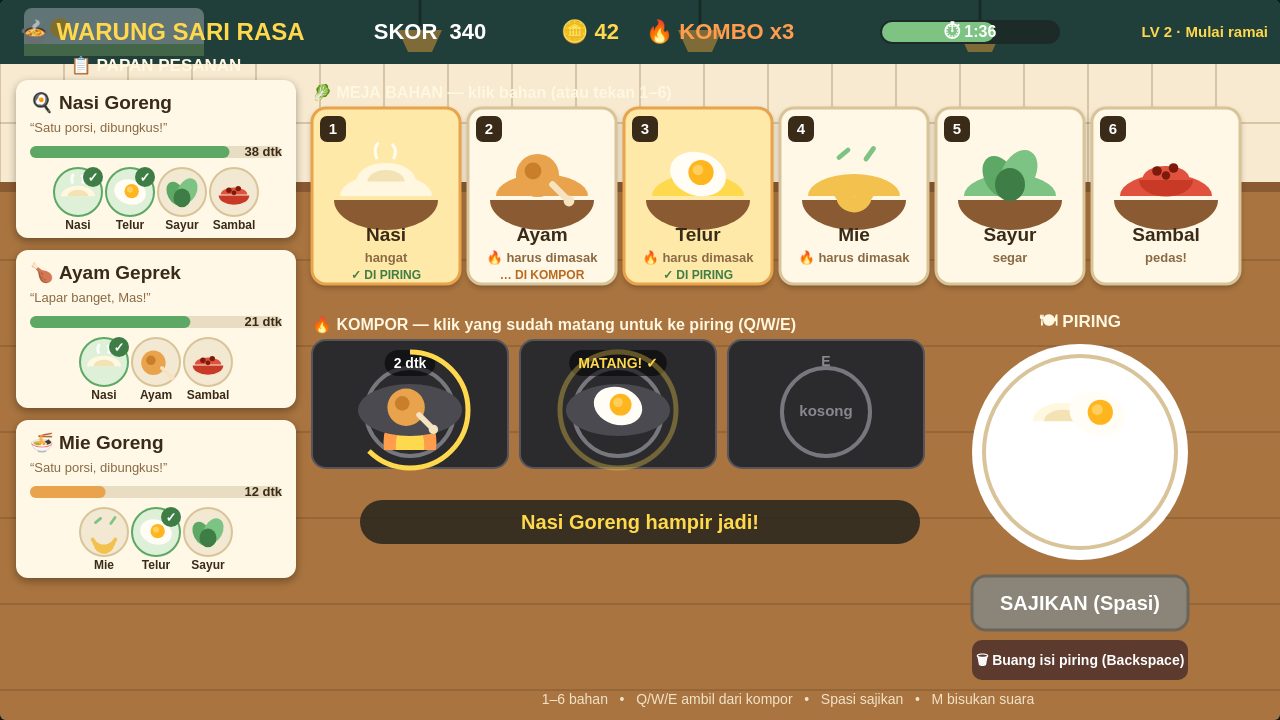 WARUNG SARI RASA
SKOR 340
42
KOMBO x3
1:36
LV 2 · Mulai ramai
PAPAN PESANAN
Nasi Goreng
“Satu porsi, dibungkus!”
38 dtk
Nasi Telur Sayur Sambal
Ayam Geprek
“Lapar banget, Mas!”
21 dtk
Nasi Ayam Sambal
Mie Goreng
“Satu porsi, dibungkus!”
12 dtk
Mie Telur Sayur
MEJA BAHAN — klik bahan (atau tekan 1–6)
1
Nasi
hangat
✓ DI PIRING
2
Ayam
harus dimasak
… DI KOMPOR
3
Telur
harus dimasak
✓ DI PIRING
4
Mie
harus dimasak
5
Sayur
segar
6
Sambal
pedas!
KOMPOR — klik yang sudah matang untuk ke piring (Q/W/E)
2 dtk
MATANG! ✓
E
kosong
PIRING
Nasi Goreng hampir jadi!
SAJIKAN (Spasi)
Buang isi piring (Backspace)
1–6 bahan • Q/W/E ambil dari kompor • Spasi sajikan • M bisukan suara